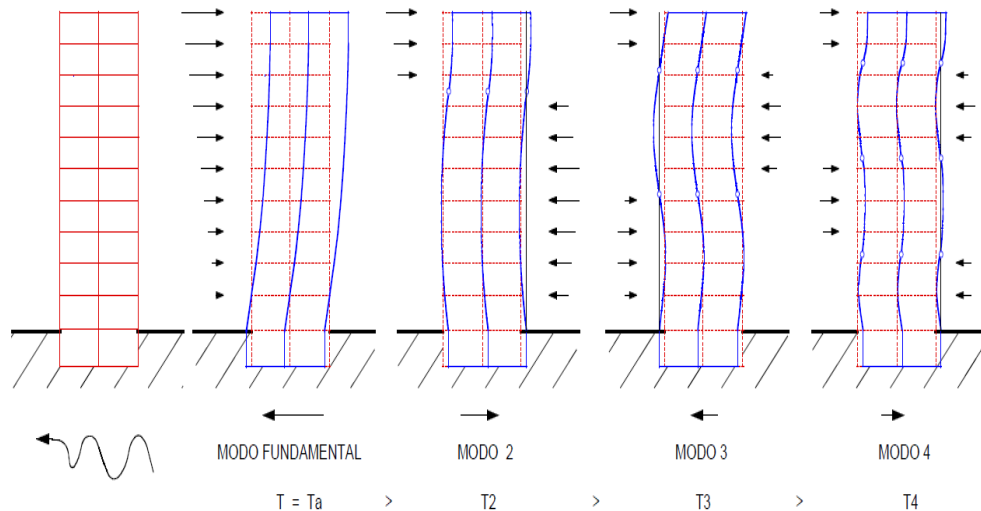 MODO FUNDAMENTAL MODO 2 MODO 3 MODO 4
T = Ta > T2 > T3 > T4